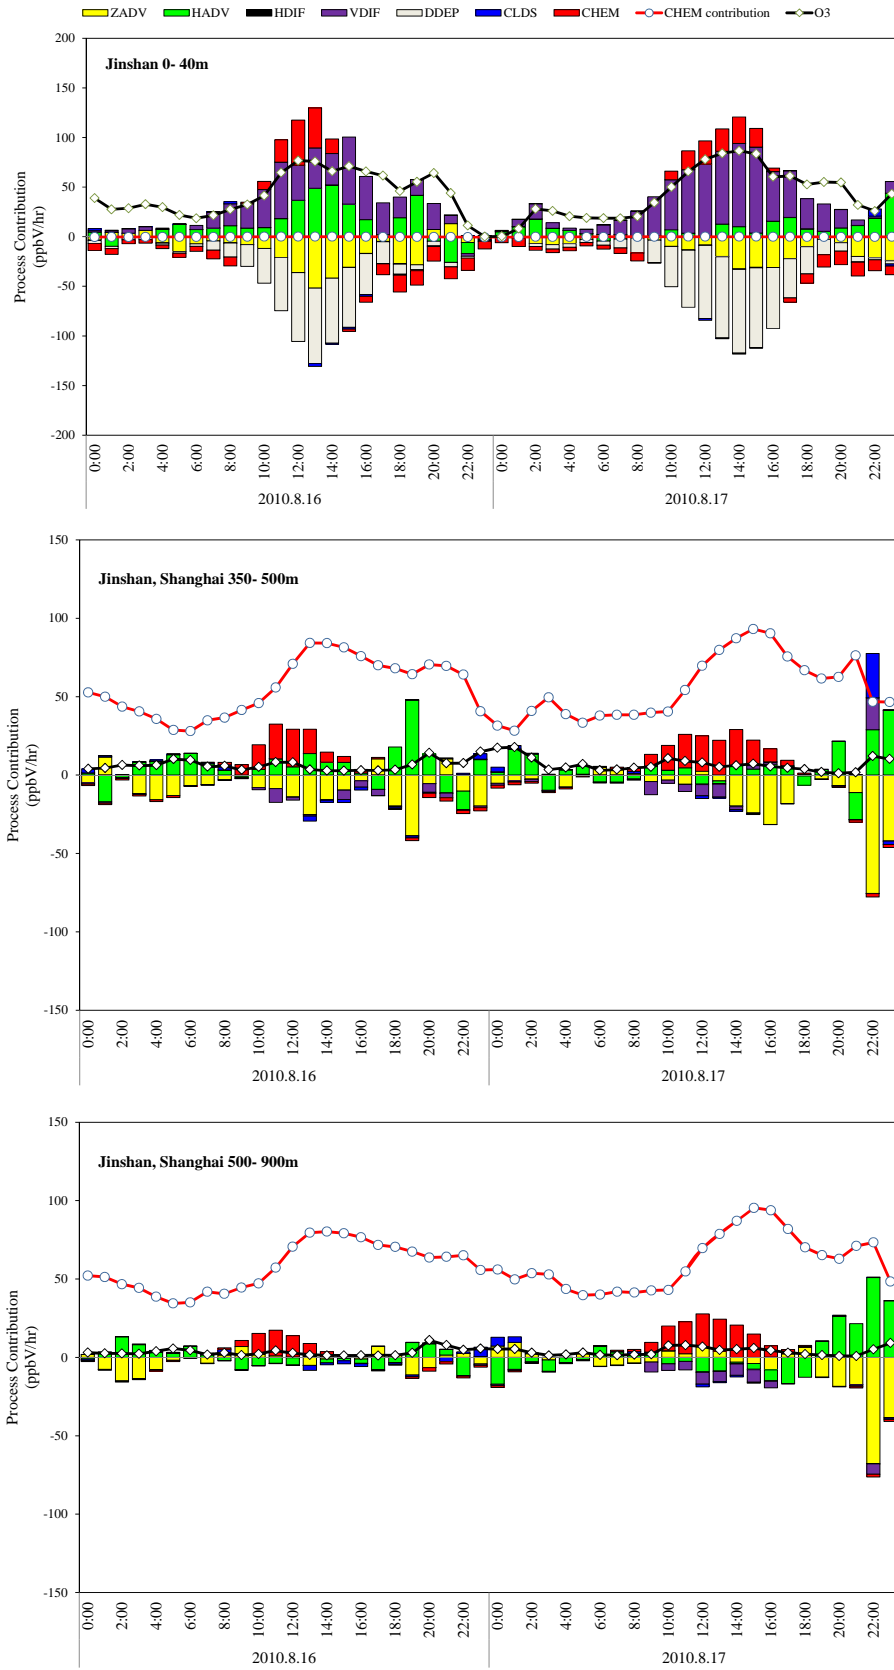 ZADV HADV HDIF VDIF DDEP CLDS CHEM CHEM contribution O3
Jinshan 0- 40m
Process Contribution
(ppbV/hr)
200
150
100
50
0
-50
-100
-150
-200
0:00 2:00 4:00 6:00 8:00 10:00 12:00 14:00 16:00 18:00 20:00 22:00 0:00 2:00 4:00 6:00 8:00 10:00 12:00 14:00 16:00 18:00 20:00 22:00
2010.8.16 2010.8.17
Jinshan, Shanghai 350- 500m
Process Contribution
(ppbV/hr)
150
100
50
0
-50
-100
-150
0:00 2:00 4:00 6:00 8:00 10:00 12:00 14:00 16:00 18:00 20:00 22:00 0:00 2:00 4:00 6:00 8:00 10:00 12:00 14:00 16:00 18:00 20:00 22:00
2010.8.16 2010.8.17
Jinshan, Shanghai 500- 900m
Process Contribution
(ppbV/hr)
150
100
50
0
-50
-100
-150
0:00 2:00 4:00 6:00 8:00 10:00 12:00 14:00 16:00 18:00 20:00 22:00 0:00 2:00 4:00 6:00 8:00 10:00 12:00 14:00 16:00 18:00 20:00 22:00
2010.8.16 2010.8.17